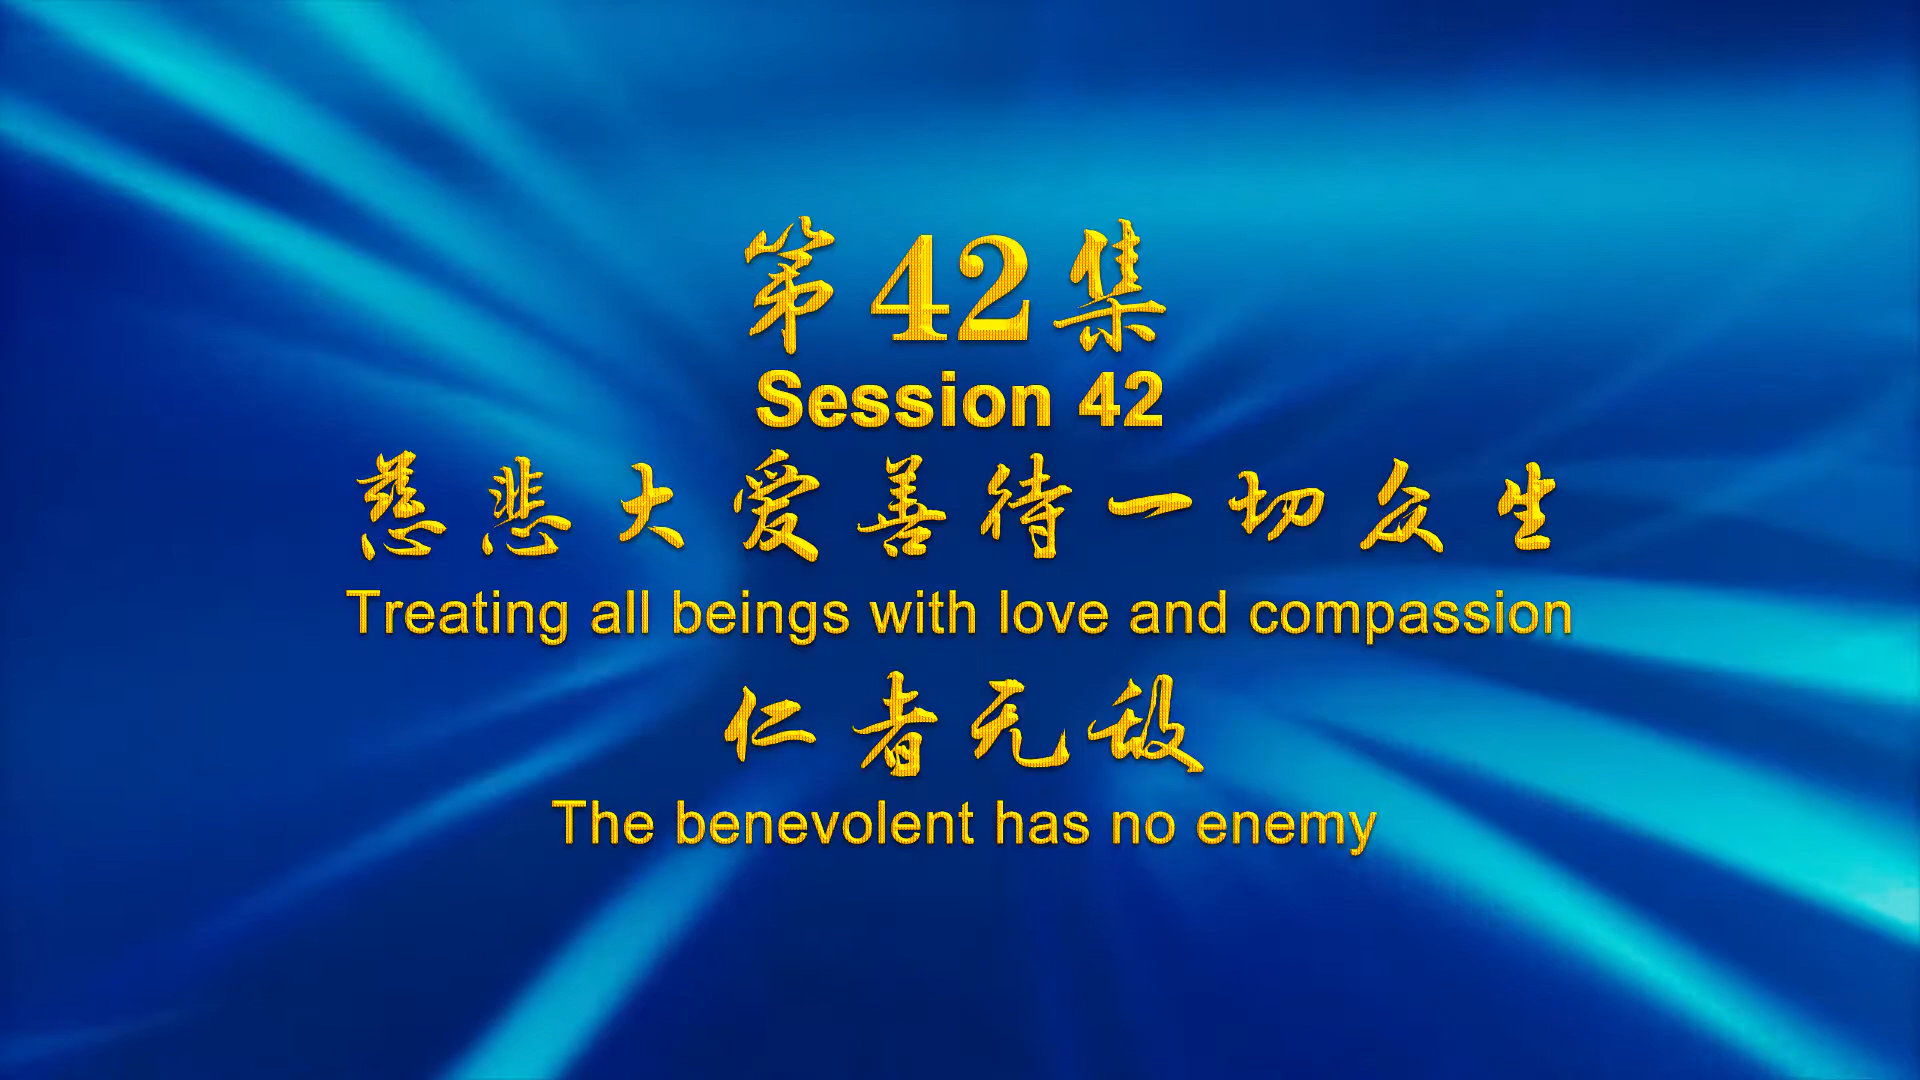 第42集
Session 42
慈悲大爱善待一切众生
Treating all beings with love and compassion
仁者无敌
The benevolent has no enemy